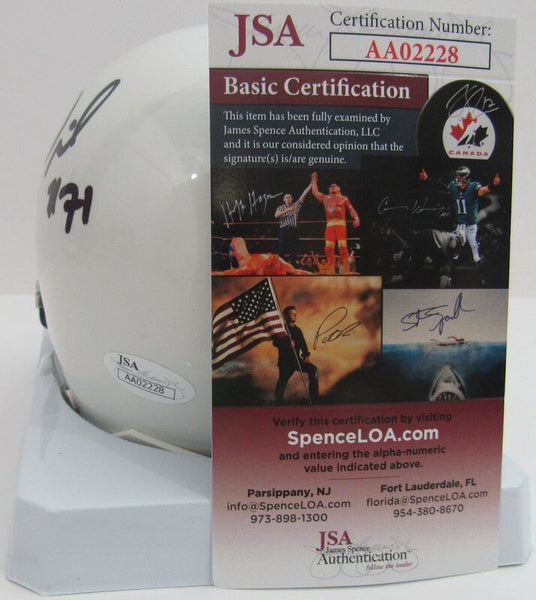 JSA
Certification Number:
AA02228
Basic Certification
This item has been fully examined by
James Spence Authentication, LLC
and it is our considered opinion that the
signature(s) is/are genuine.
CANADA
11
#71
JSA
AA02228
Verify this certification by visiting
SpenceLOA.com
and entering the alpha-numeric
value indicated above.
Parsippany, NJ
info@SpenceLOA.com
973-898-1300
Fort Lauderdale, FL
florida@SpenceLOA.com
954-380-8670
JSA
James Spence
Authentication
follow the leader